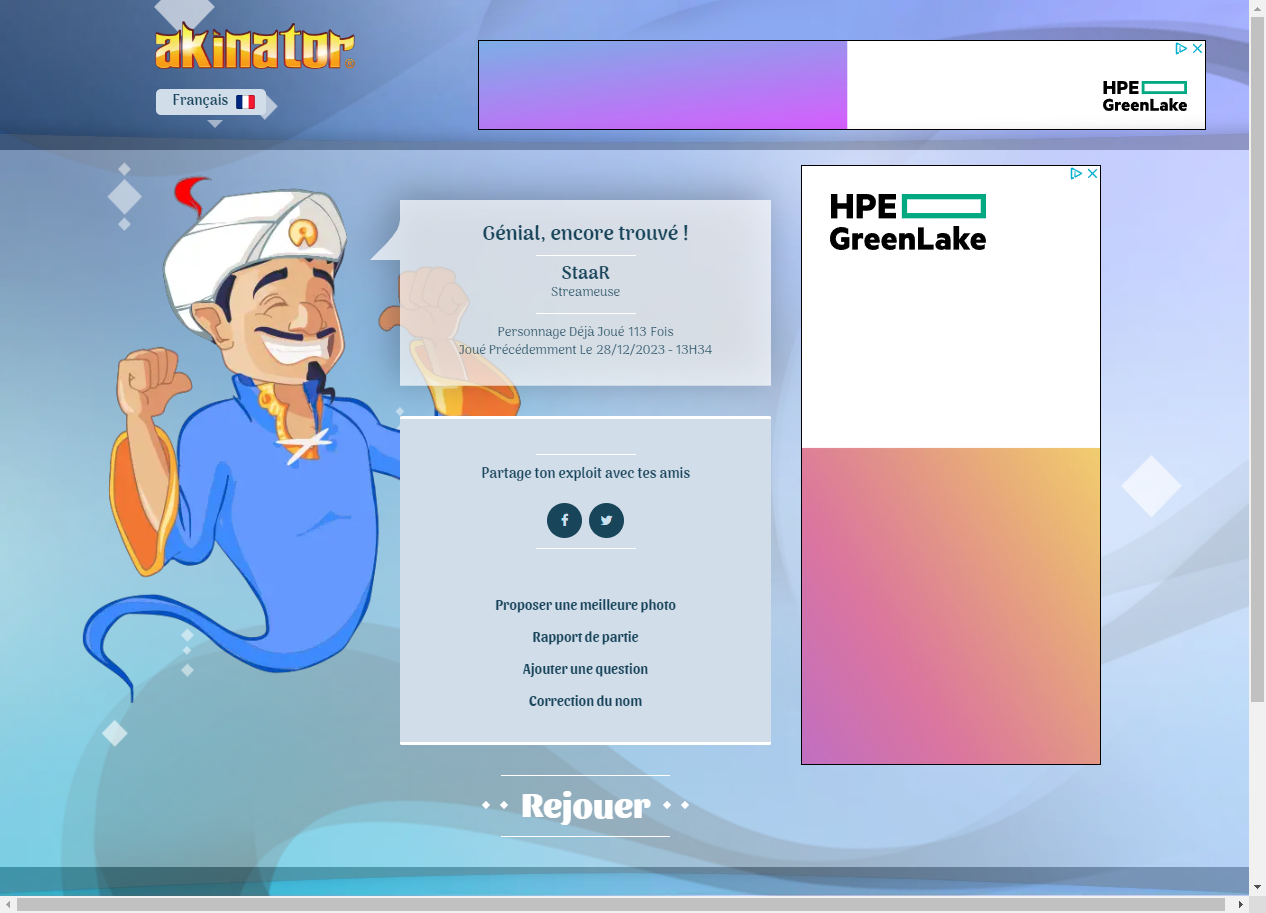 akinator
Français
HPE
GreenLake
HPE
GreenLake
Génial, encore trouvé !
StaaR
Streameuse
Personnage Déjà Joué 113 Fois
Joué Précédemment Le 28/12/2023 - 13H34
Partage ton exploit avec tes amis
Proposer une meilleure photo
Rapport de partie
Ajouter une question
Correction du nom
Rejouer